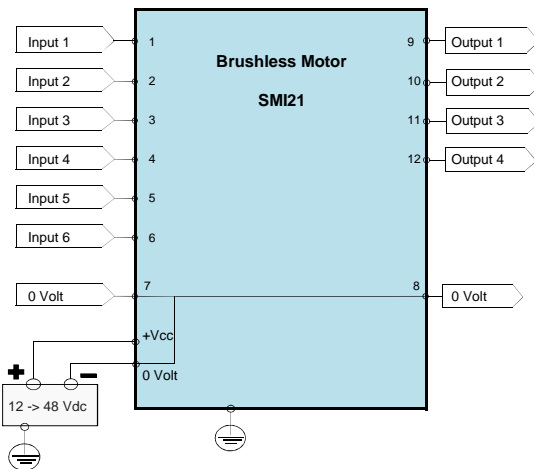 Brushless Motor
SMI21
Input 1
1
Input 2
2
Input 3
3
Input 4
4
Input 5
5
Input 6
6
0 Volt
7
9
Output 1
10
Output 2
11
Output 3
12
Output 4
8
0 Volt
+Vcc
0 Volt
+
−
12 -> 48 Vdc